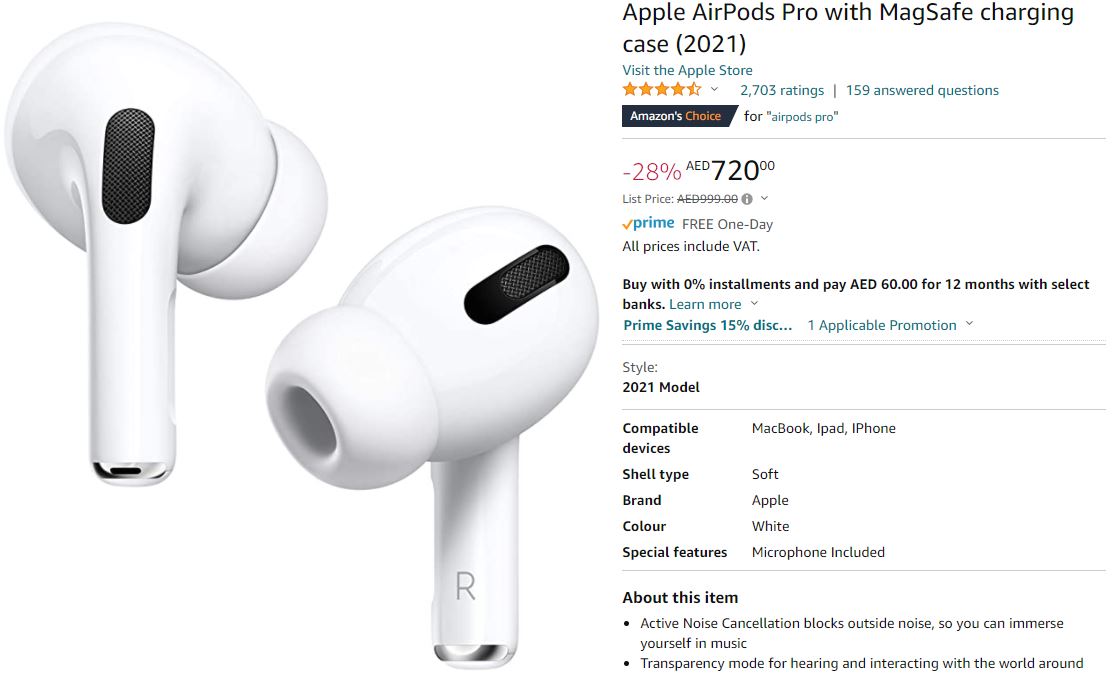 Apple AirPods Pro with MagSafe charging
case (2021)
Visit the Apple Store
2,703 ratings | 159 answered questions
Amazon's Choice for "airpods pro"
-28% AED720⁰⁰
List Price: AED999.00
prime FREE One-Day
All prices include VAT.
Buy with 0% installments and pay AED 60.00 for 12 months with select
banks. Learn more
Prime Savings 15% disc... 1 Applicable Promotion
Style:
2021 Model
Compatible MacBook, Ipad, IPhone
devices
Shell type Soft
Brand Apple
Colour White
Special features Microphone Included
About this item
• Active Noise Cancellation blocks outside noise, so you can immerse
yourself in music
• Transparency mode for hearing and interacting with the world around
R